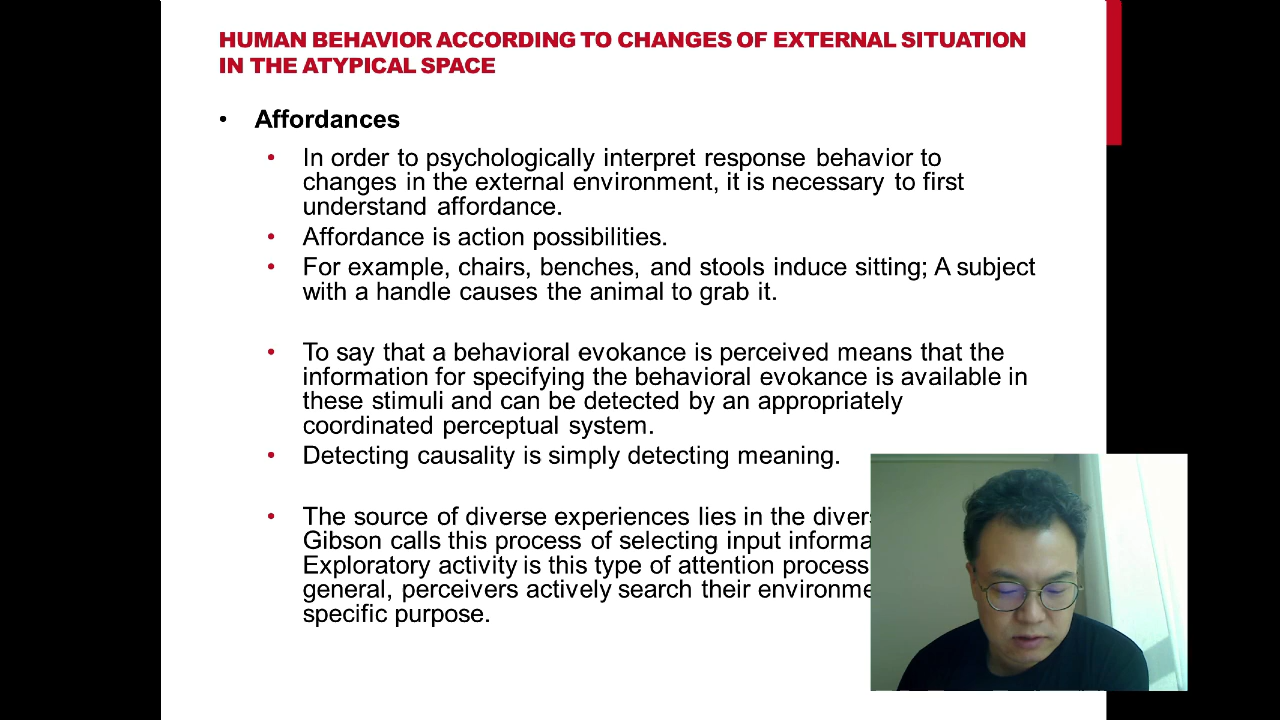 HUMAN BEHAVIOR ACCORDING TO CHANGES OF EXTERNAL SITUATION
IN THE ATYPICAL SPACE
• Affordances
• In order to psychologically interpret response behavior to
changes in the external environment, it is necessary to first
understand affordance.
• Affordance is action possibilities.
• For example, chairs, benches, and stools induce sitting; A subject
with a handle causes the animal to grab it.
• To say that a behavioral evokance is perceived means that the
information for specifying the behavioral evokance is available in
these stimuli and can be detected by an appropriately
coordinated perceptual system.
• Detecting causality is simply detecting meaning.
• The source of diverse experiences lies in the
Gibson calls this process of selecting input
Exploratory activity is this type of attention process
general, perceivers actively search their
specific purpose.